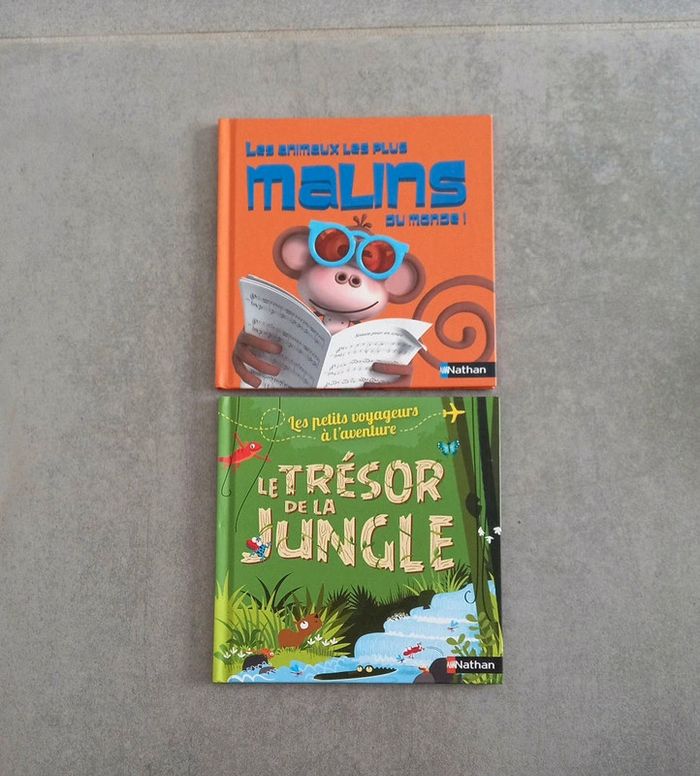 Les animaux les plus
malins
du monde !
Nathan
Les petits voyageurs
à l'aventure
LE TRÉSOR
DE LA
JUNGLE
Nathan